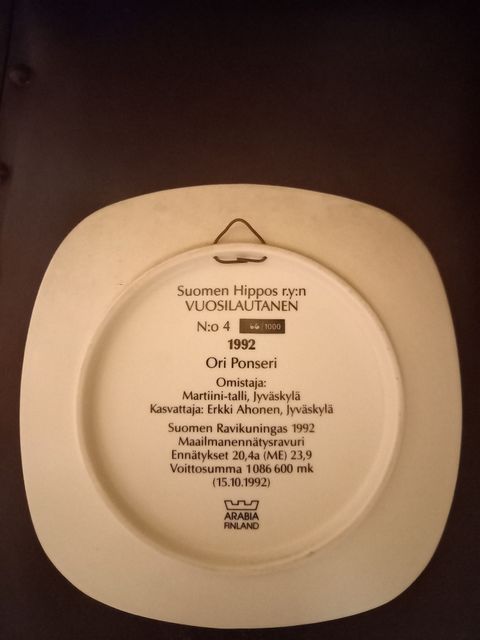 Suomen Hippos r.y:n
VUOSILAUTANEN
N:o 4 66/1000
1992
Ori Ponseri
Omistaja:
Martiini-talli, Jyväskylä
Kasvattaja: Erkki Ahonen, Jyväskylä
Suomen Ravikuningas 1992
Maailmanennätysravuri
Ennätykset 20,4a (ME) 23,9
Voittosumma 1 086 600 mk
(15.10.1992)
ARABIA
FINLAND